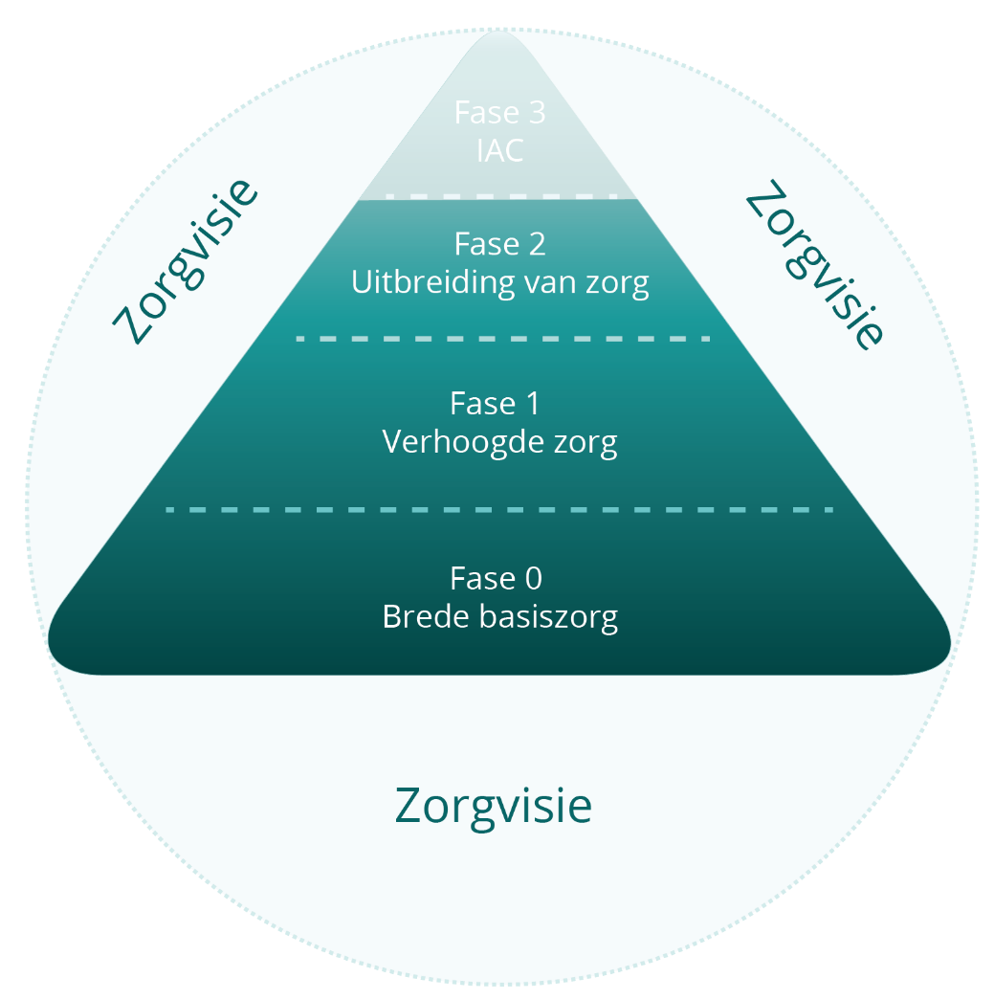 Fase 3
IAC
Zorgvisie
Zorgvisie
Fase 2
Uitbreiding van zorg
Fase 1
Verhoogde zorg
Fase 0
Brede basiszorg
Zorgvisie